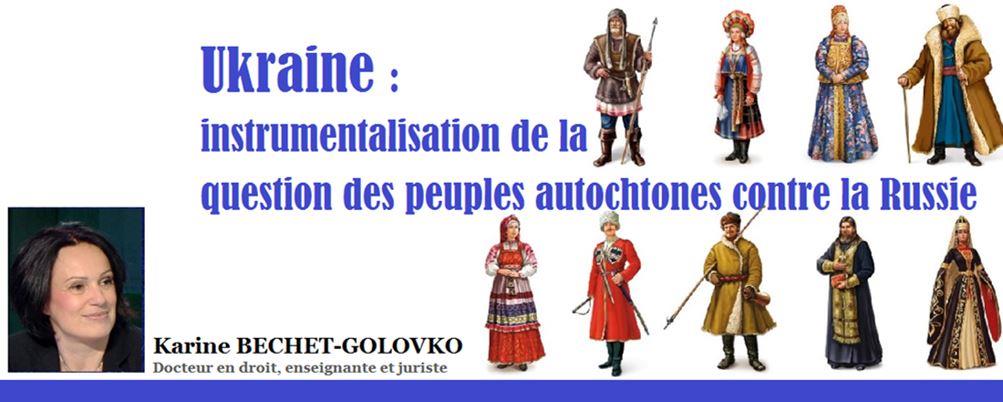 Ukraine :
instrumentalisation de la
question des peuples autochtones contre la Russie
Karine BECHET-GOLOVKO
Docteur en droit, enseignante et juriste